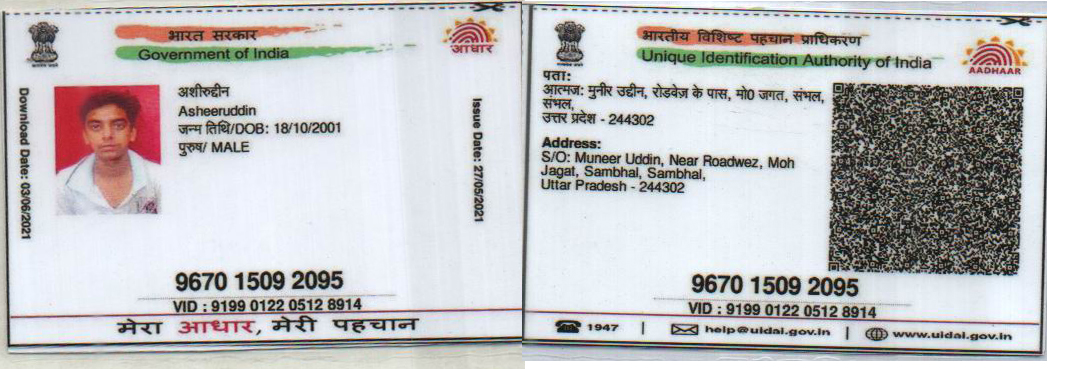 भारत सरकार
Government of India
आधार
Download Date: 03/06/2021
अशीरुद्दीन
Asheeruddin
जन्म तिथि/DOB: 18/10/2001
पुरुष/ MALE
Issue Date: 27/05/2021
9670 1509 2095
VID : 9199 0122 0512 8914
मेरा आधार, मेरी पहचान
भारतीय विशिष्ट पहचान प्राधिकरण
Unique Identification Authority of India
AADHAAR
पता:
आत्मज: मुनीर उद्दीन, रोडवेज़ के पास, मो0 जगत, संभल,
संभल,
उत्तर प्रदेश - 244302
Address:
S/O: Muneer Uddin, Near Roadwez, Moh
Jagat, Sambhal, Sambhal,
Uttar Pradesh - 244302
9670 1509 2095
VID : 9199 0122 0512 8914
1947 | help@uidai.gov.in | www.uidai.gov.in